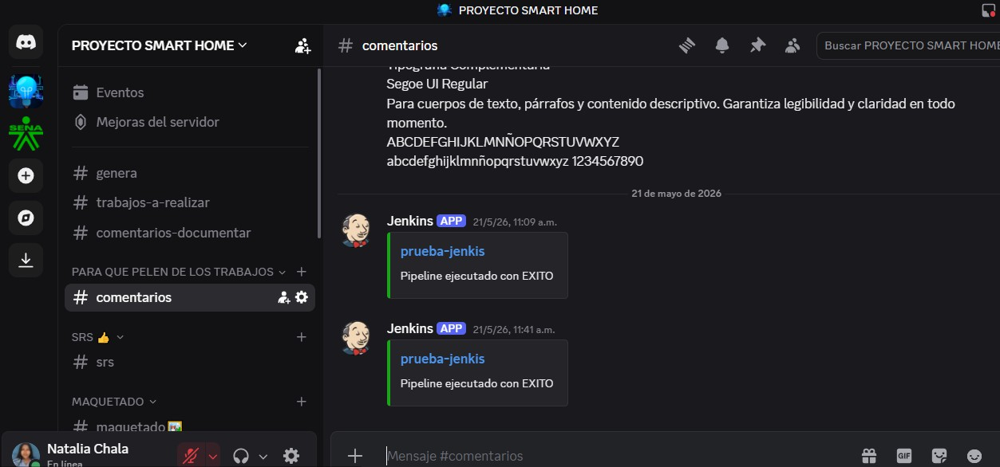 PROYECTO SMART HOME
PROYECTO SMART HOME
Eventos
Mejoras del servidor
genera
trabajos-a-realizar
comentarios-documentar
PARA QUE PELEN DE LOS TRABAJOS
comentarios
SRS 👍
srs
MAQUETADO
maquetado
Natalia Chala
En línea
SENA
# comentarios
Buscar PROYECTO SMART HOME
Tipografía Complementaria
Segoe UI Regular
Para cuerpos de texto, párrafos y contenido descriptivo. Garantiza legibilidad y claridad en todo
momento.
ABCDEFGHIJKLMNÑOPQRSTUVWXYZ
abcdefghijklmnñopqrstuvwxyz 1234567890
21 de mayo de 2026
Jenkins APP 21/5/26, 11:09 a.m.
prueba-jenkis
Pipeline ejecutado con EXITO
Jenkins APP 21/5/26, 11:41 a.m.
prueba-jenkis
Pipeline ejecutado con EXITO
Mensaje #comentarios
GIF